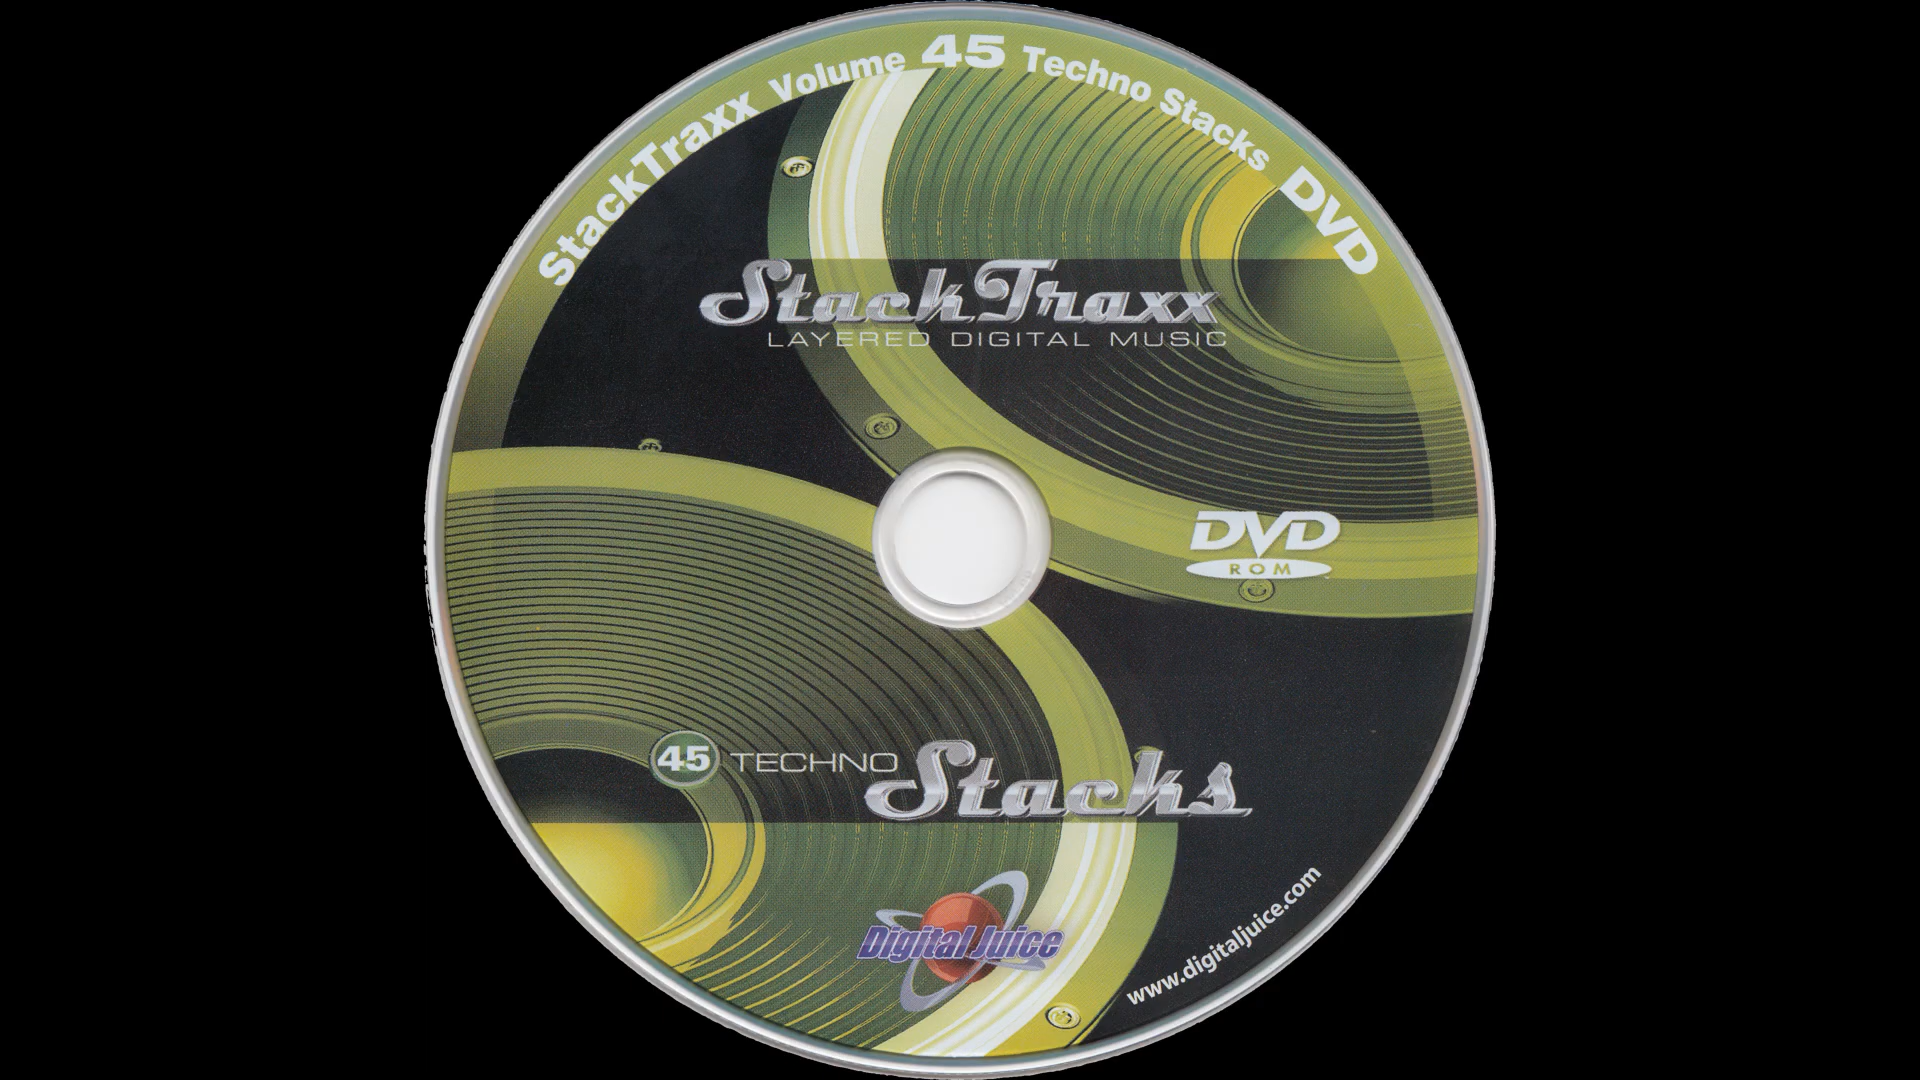 StackTraxx Volume 45 Techno Stacks DVD
StackTraxx
LAYERED DIGITAL MUSIC
DVD
ROM
45 TECHNO Stacks
Digital Juice
www.digitaljuice.com